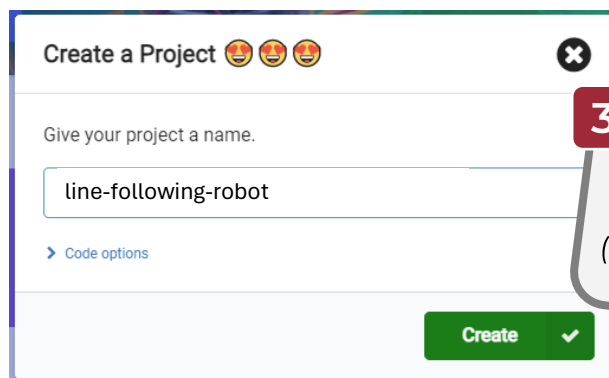 Create a Project 😍 😍 😍
Give your project a name.
3
line-following-robot
(
Code options
Create